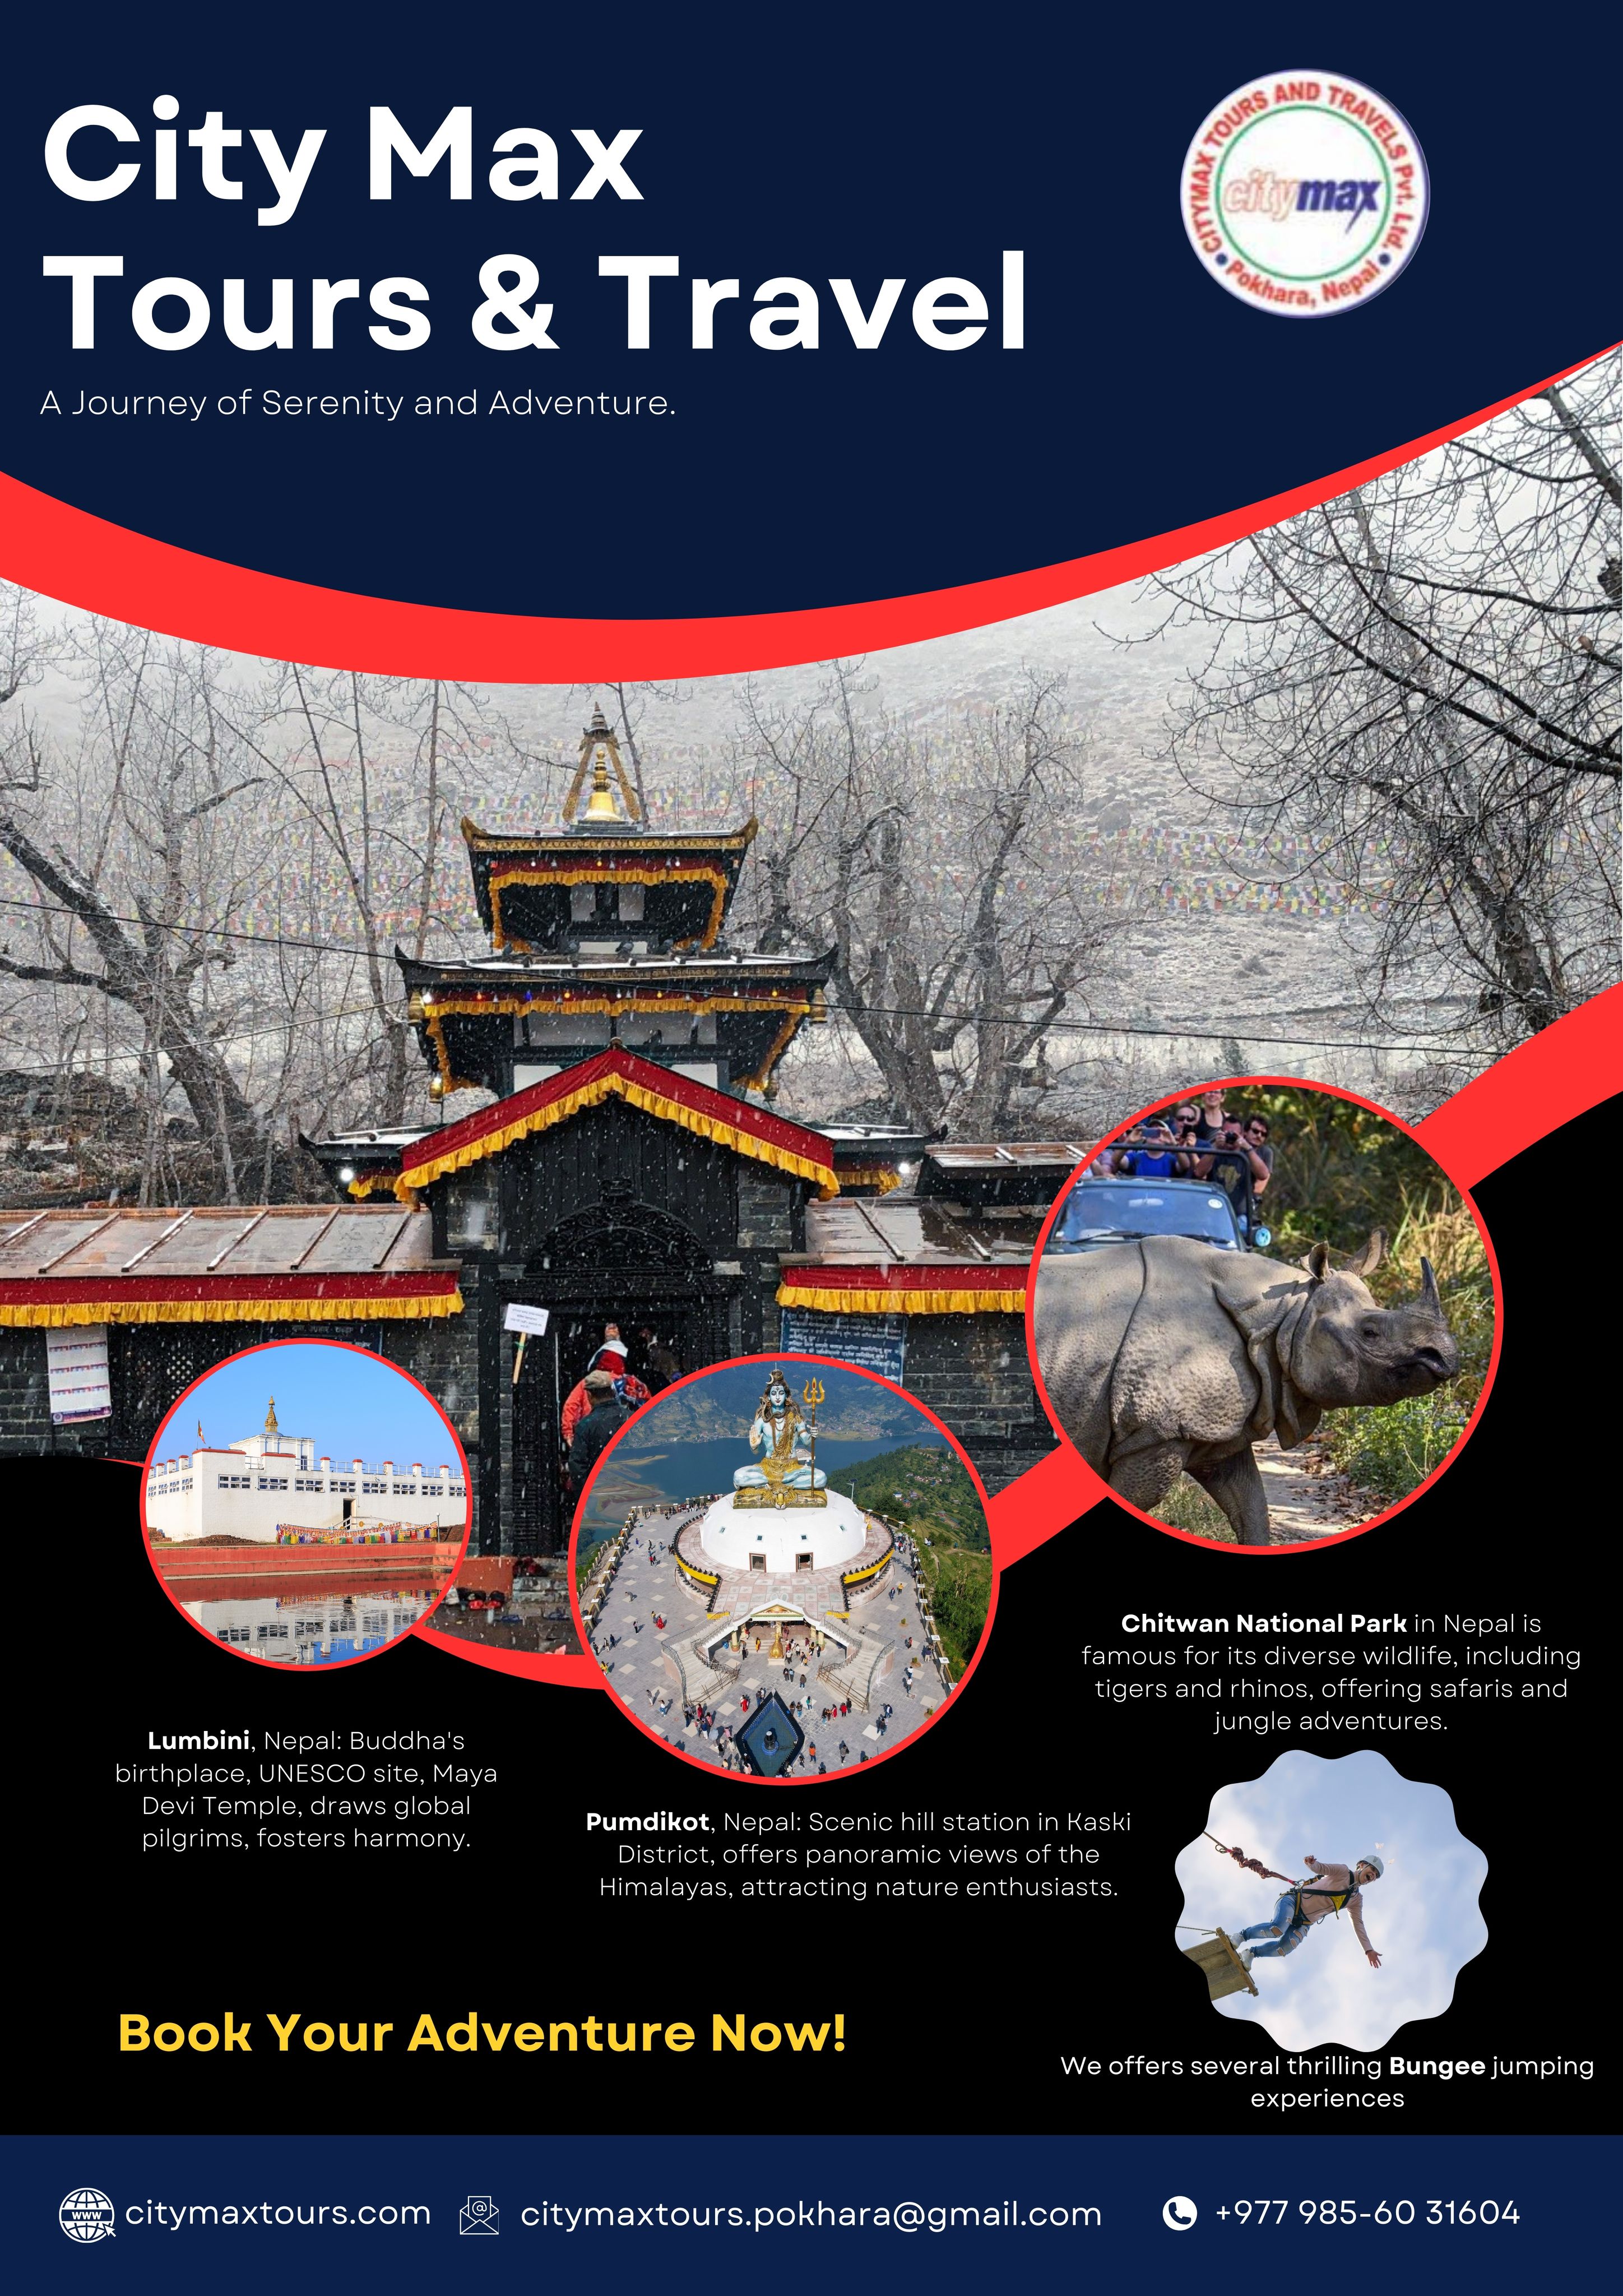 City Max
Tours & Travel
A Journey of Serenity and Adventure.
CITYMAX TOURS AND TRAVELS Pvt. Ltd.
citymax
Pokhara, Nepal
Chitwan National Park in Nepal is
famous for its diverse wildlife, including
tigers and rhinos, offering safaris and
jungle adventures.
Lumbini, Nepal: Buddha's
birthplace, UNESCO site, Maya
Devi Temple, draws global
pilgrims, fosters harmony.
Pumdikot, Nepal: Scenic hill station in Kaski
District, offers panoramic views of the
Himalayas, attracting nature enthusiasts.
Book Your Adventure Now!
We offers several thrilling Bungee jumping
experiences
www
citymaxtours.com
@
citymaxtours.pokhara@gmail.com
+977 985-60 31604